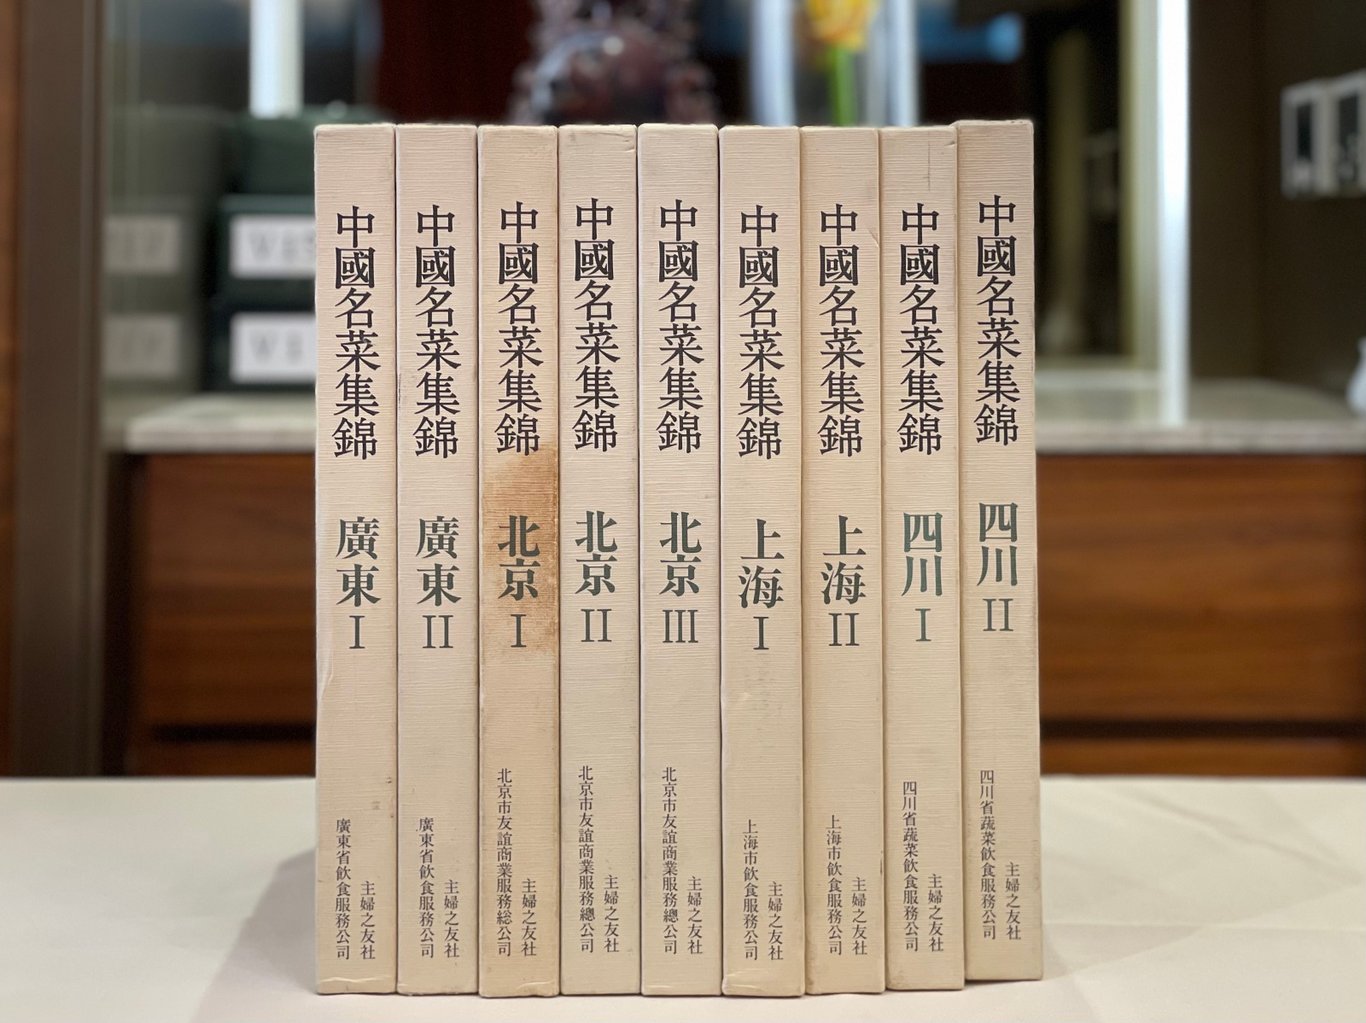 中國名菜集錦 廣東 I
廣東省飲食服務公司
主婦之友社
中國名菜集錦 廣東 II
廣東省飲食服務公司
主婦之友社
中國名菜集錦 北京 I
北京市友誼商業服務総公司
主婦之友社
中國名菜集錦 北京 II
北京市友誼商業服務總公司
主婦之友社
中國名菜集錦 北京 III
北京市友誼商業服務總公司
主婦之友社
中國名菜集錦 上海 I
上海市飲食服務公司
主婦之友社
中國名菜集錦 上海 II
上海市飲食服務公司
主婦之友社
中國名菜集錦 四川 I
四川省蔬菜飲食服務公司
主婦之友社
中國名菜集錦 四川 II
四川省蔬菜飲食服務公司
主婦之友社